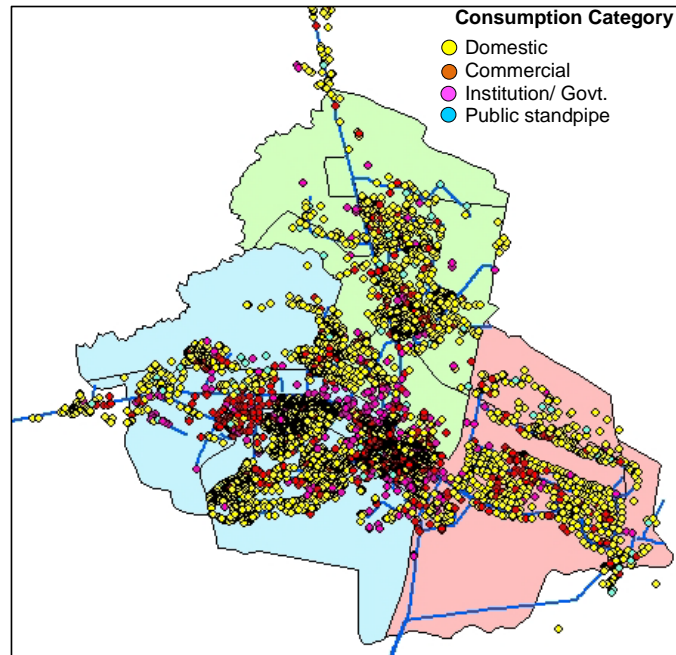 Consumption Category
Domestic
Commercial
Institution/ Govt.
Public standpipe